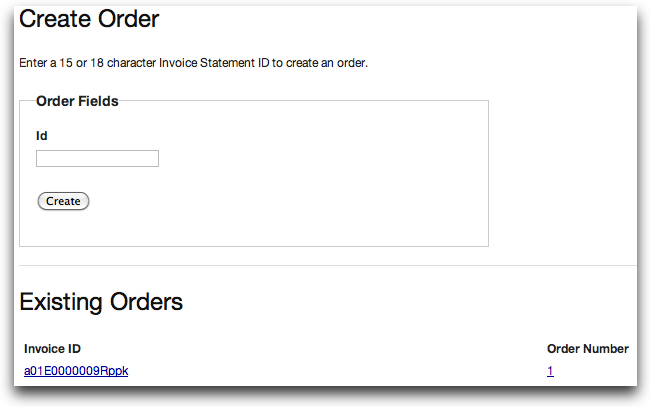 Create Order
Enter a 15 or 18 character Invoice Statement ID to create an order.
Order Fields
Id
Create
Existing Orders
Invoice ID Order Number
a01E0000009Rppk 1